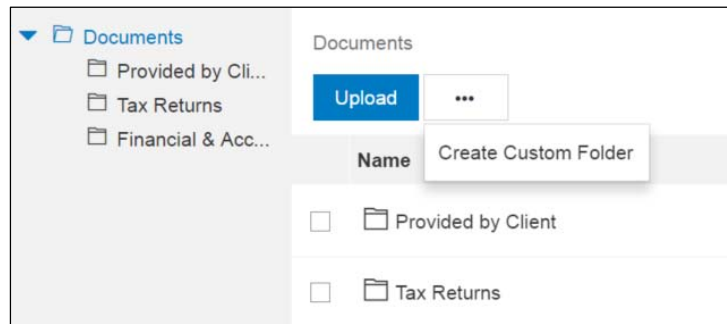 Documents
Provided by Cli...
Tax Returns
Financial & Acc...
Documents
Upload
•••
Create Custom Folder
Name
Provided by Client
Tax Returns